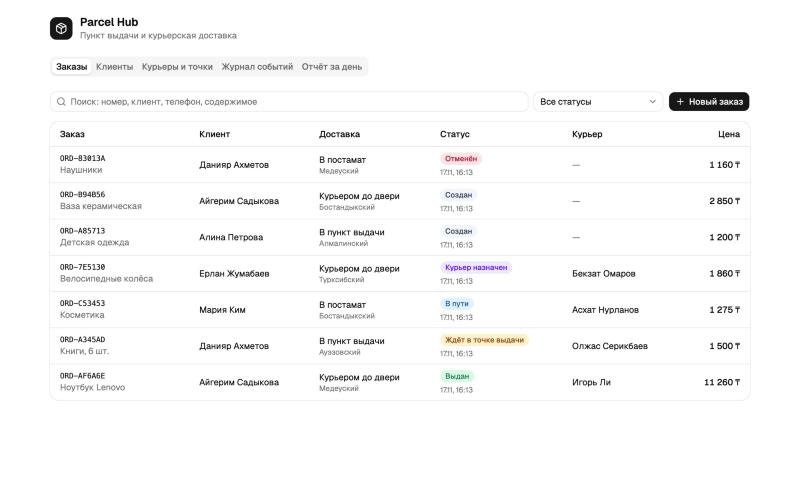 Parcel Hub
Пункт выдачи и курьерская доставка
Заказы Клиенты Курьеры и точки Журнал событий Отчёт за день
Поиск: номер, клиент, телефон, содержимое Все статусы Новый заказ
Заказ Клиент Доставка Статус Курьер Цена
ORD-83013A Данияр Ахметов В постамат Отменён — 1 160 ₸
Наушники Медеуский 17.11, 16:13
ORD-B94B56 Айгерим Садыкова Курьером до двери Создан — 2 850 ₸
Ваза керамическая Бостандыкский 17.11, 16:13
ORD-A85713 Алина Петрова В пункт выдачи Создан — 1 200 ₸
Детская одежда Алмалинский 17.11, 16:13
ORD-7E5130 Ерлан Жумабаев Курьером до двери Курьер назначен Бекзат Омаров 1 860 ₸
Велосипедные колёса Турксибский 17.11, 16:13
ORD-C53453 Мария Ким В постамат В пути Асхат Нурланов 1 275 ₸
Косметика Бостандыкский 17.11, 16:13
ORD-A345AD Данияр Ахметов В пункт выдачи Ждёт в точке выдачи Олжас Серикбаев 1 500 ₸
Книги, 6 шт. Ауэзовский 17.11, 16:13
ORD-AF6A6E Айгерим Садыкова Курьером до двери Выдан Игорь Ли 11 260 ₸
Ноутбук Lenovo Медеуский 17.11, 16:13